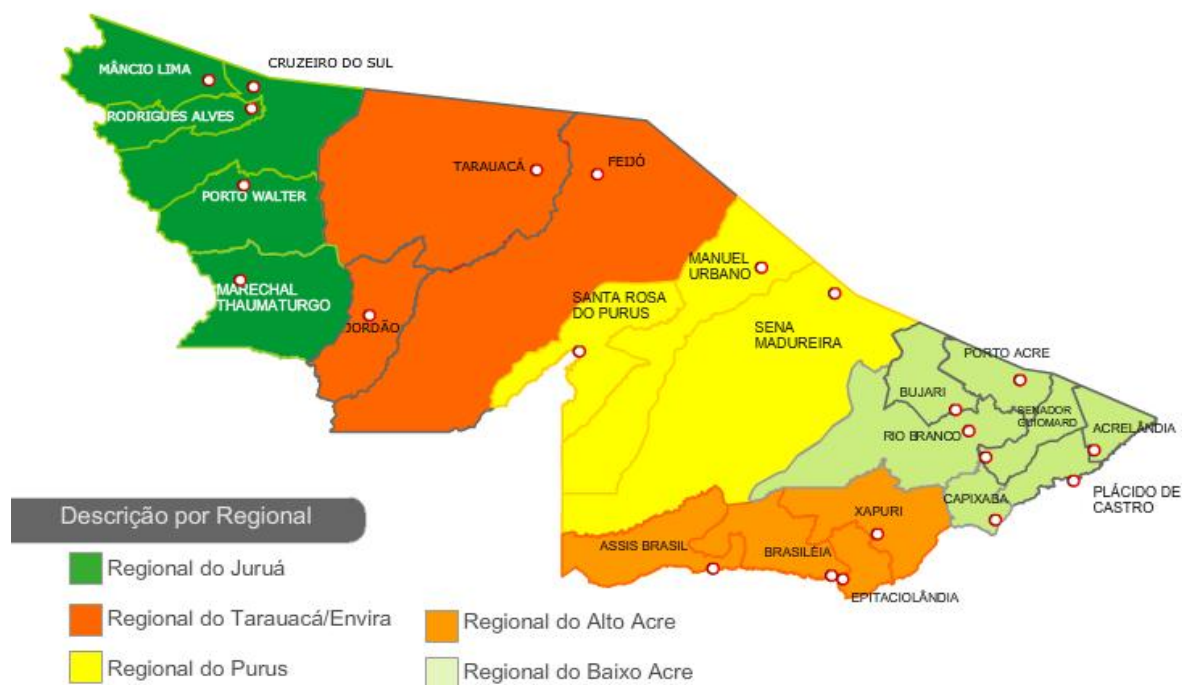 CRUZEIRO DO SUL
MÂNCIO LIMA
RODRIGUES ALVES
TARAUACÁ
FEIJÓ
PORTO WALTER
MANUEL
URBANO
MARECHAL
THAUMATURGO
SANTA ROSA
DO PURUS
JORDÃO
SENA
MADUREIRA
PORTO ACRE
BUJARI
SENADOR
GUIOMARD
RIO BRANCO
ACRELÂNDIA
PLÁCIDO DE
CASTRO
CAPIXABA
XAPURI
ASSIS BRASIL
BRASILÉIA
EPITACIOLÂNDIA
Descrição por Regional
Regional do Juruá
Regional do Tarauacá/Envira
Regional do Purus
Regional do Alto Acre
Regional do Baixo Acre